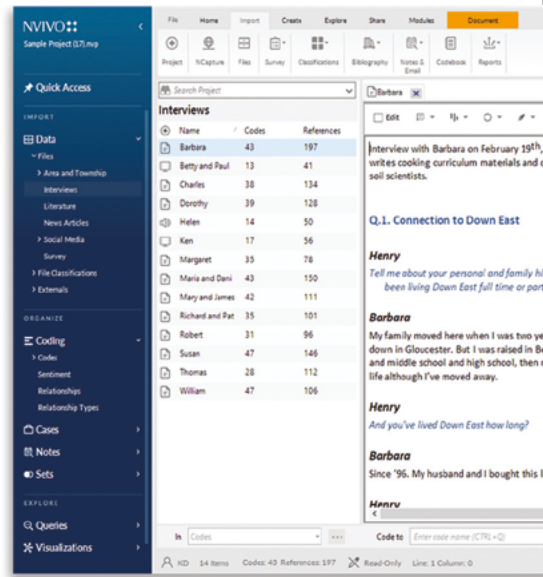 NVIVO
Sample Project (17).nvp
Quick Access
IMPORT
Data
Files
Area and Township
Interviews
Literature
News Articles
Social Media
Survey
File Classifications
Externals
ORGANIZE
Coding
Codes
Sentiment
Relationships
Relationship Types
Cases
Notes
Sets
EXPLORE
Queries
Visualizations
File Home Import Create Explore Share Modules Document
Project NCapture Files Survey Classifications Bibliography Notes & Email Codebook Reports
Search Project
Interviews
Name Codes References
Barbara 43 197
Betty and Paul 13 41
Charles 38 134
Dorothy 39 128
Helen 14 50
Ken 17 56
Margaret 35 78
Maria and Dani 43 150
Mary and James 42 111
Richard and Pat 35 101
Robert 31 96
Susan 47 146
Thomas 28 112
William 47 106
In Codes
Barbara
Edit
Interview with Barbara on February 19th,
writes cooking curriculum materials and
soil scientists.
Q.1. Connection to Down East
Henry
Tell me about your personal and family
been living Down East full time or
Barbara
My family moved here when I was two
down in Gloucester. But I was raised in
and middle school and high school, then
life although I've moved away.
Henry
And you've lived Down East how long?
Barbara
Since '96. My husband and I bought this
Henry
Code to Enter code name (CTRL+Q)
KD 14 Items Codes: 43 References: 197 Read-Only Line: 1 Column: 0